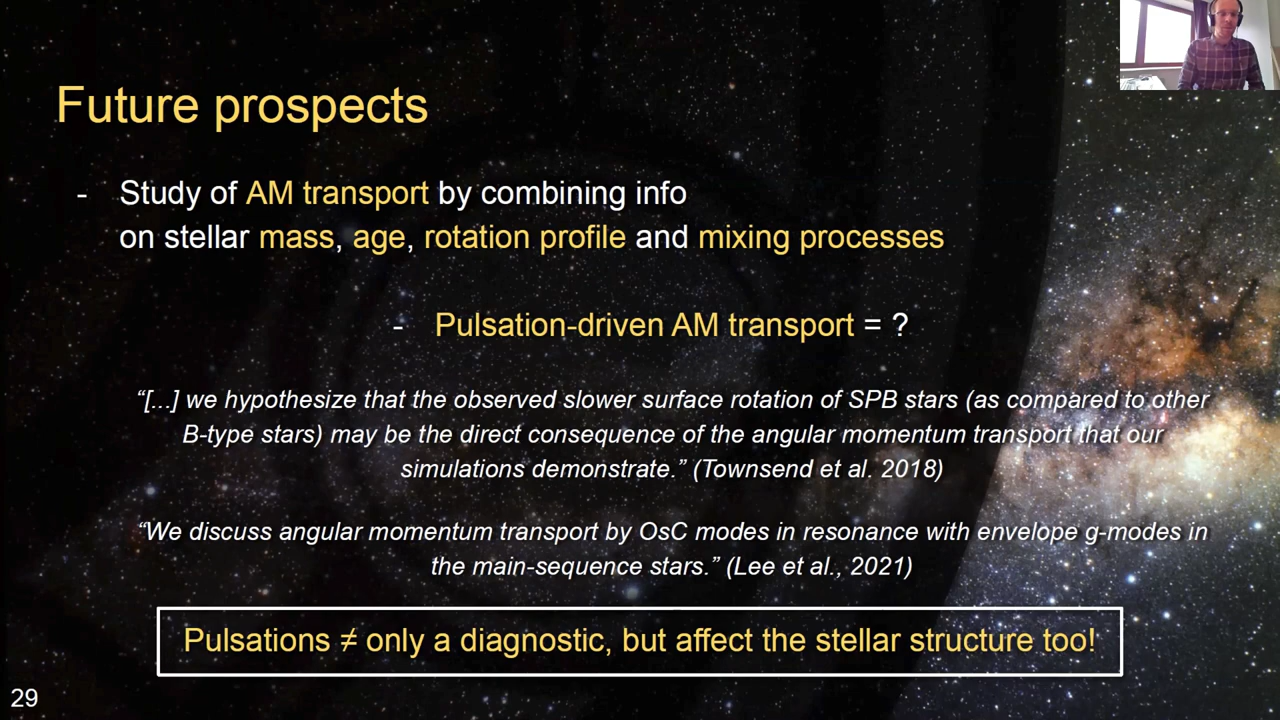 Future prospects
- Study of AM transport by combining info
on stellar mass, age, rotation profile and mixing processes
- Pulsation-driven AM transport = ?
“[...] we hypothesize that the observed slower surface rotation of SPB stars (as compared to other
B-type stars) may be the direct consequence of the angular momentum transport that our
simulations demonstrate.” (Townsend et al. 2018)
“We discuss angular momentum transport by OsC modes in resonance with envelope g-modes in
the main-sequence stars.” (Lee et al., 2021)
Pulsations ≠ only a diagnostic, but affect the stellar structure too!
29